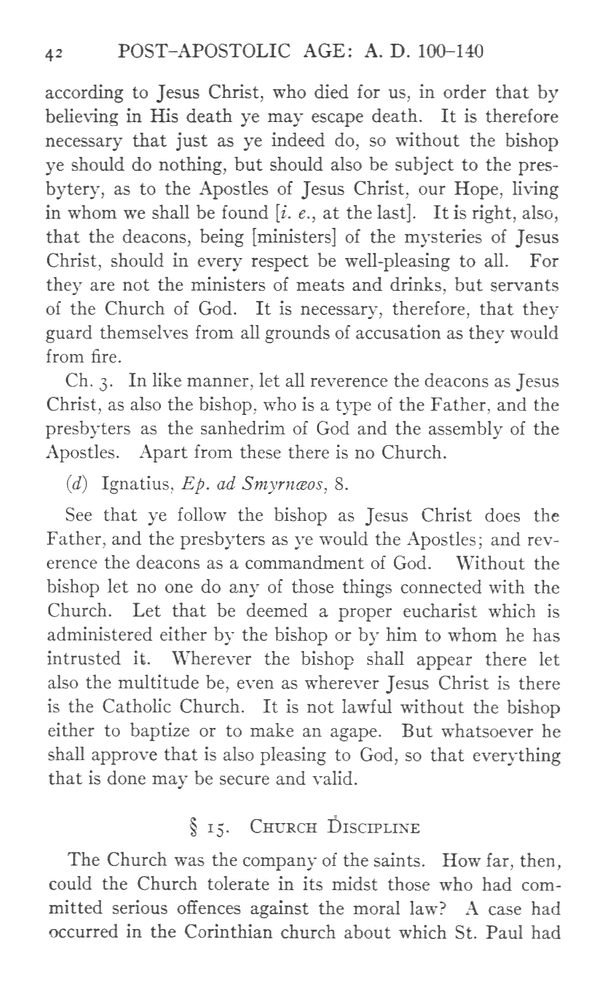 42 POST–APOSTOLIC AGE: A. D. 100–140
according to Jesus Christ, who died for us, in order that by
believing in His death ye may escape death. It is therefore
necessary that just as ye indeed do, so without the bishop
ye should do nothing, but should also be subject to the pres-
bytery, as to the Apostles of Jesus Christ, our Hope, living
in whom we shall be found [i. e., at the last]. It is right, also,
that the deacons, being [ministers] of the mysteries of Jesus
Christ, should in every respect be well-pleasing to all. For
they are not the ministers of meats and drinks, but servants
of the Church of God. It is necessary, therefore, that they
guard themselves from all grounds of accusation as they would
from fire.
Ch. 3. In like manner, let all reverence the deacons as Jesus
Christ, as also the bishop, who is a type of the Father, and the
presbyters as the sanhedrim of God and the assembly of the
Apostles. Apart from these there is no Church.
(d) Ignatius, Ep. ad Smyrnæos, 8.
See that ye follow the bishop as Jesus Christ does the
Father, and the presbyters as ye would the Apostles; and rev-
erence the deacons as a commandment of God. Without the
bishop let no one do any of those things connected with the
Church. Let that be deemed a proper eucharist which is
administered either by the bishop or by him to whom he has
intrusted it. Wherever the bishop shall appear there let
also the multitude be, even as wherever Jesus Christ is there
is the Catholic Church. It is not lawful without the bishop
either to baptize or to make an agape. But whatsoever he
shall approve that is also pleasing to God, so that everything
that is done may be secure and valid.
§ 15. Church Discipline
The Church was the company of the saints. How far, then,
could the Church tolerate in its midst those who had com-
mitted serious offences against the moral law? A case had
occurred in the Corinthian church about which St. Paul had